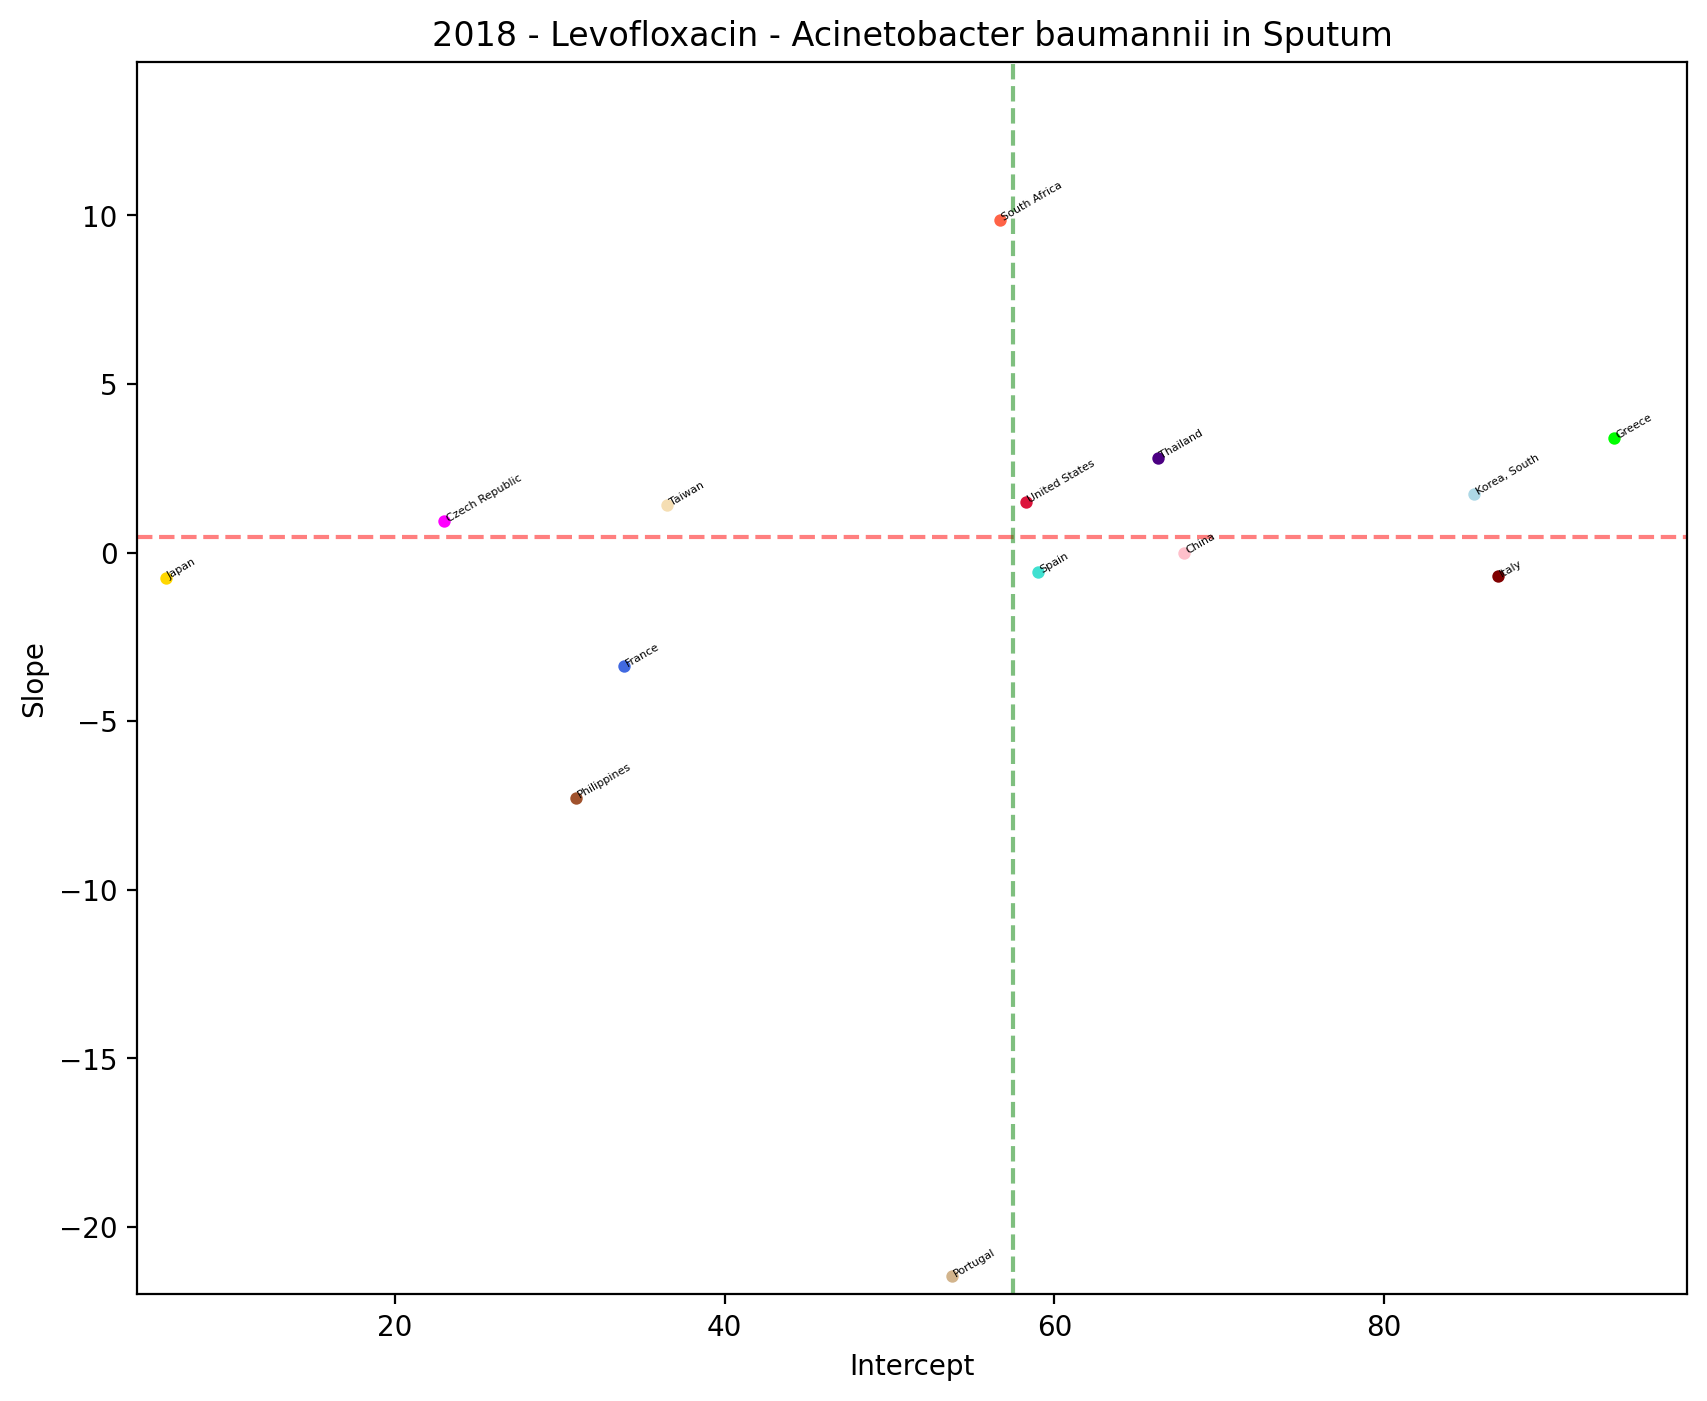 2018 - Levofloxacin - Acinetobacter baumannii in Sputum
10
5
0
−5
−10
−15
−20
Slope
South Africa
Greece
Thailand
Korea, South
United States
Taiwan
Czech Republic
China
Spain
Italy
Japan
France
Philippines
Portugal
20
40
60
80
Intercept